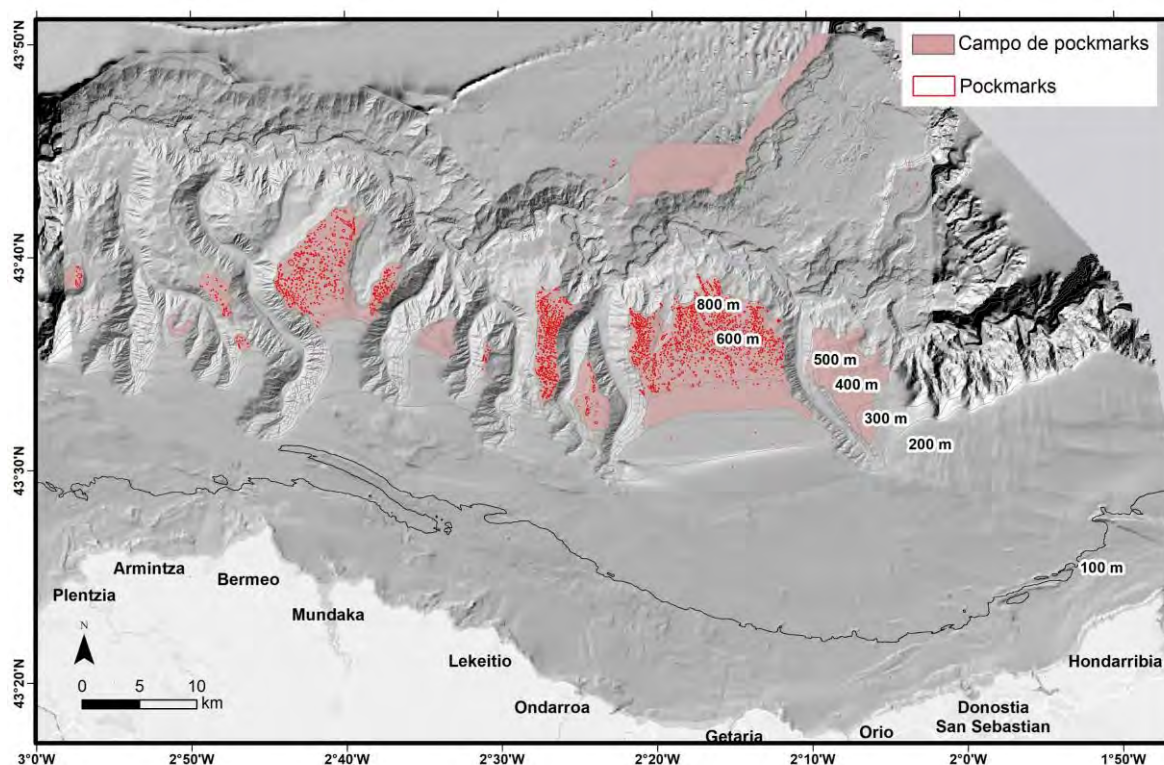 43°50'N
43°40'N
43°30'N
43°20'N
Campo de pockmarks
Pockmarks
800 m
600 m
500 m
400 m
300 m
200 m
100 m
Plentzia
Armintza
Bermeo
Mundaka
Lekeitio
Ondarroa
Getaria
Orio
Donostia
San Sebastian
Hondarribia
N
0 5 10
km
3°0'W 2°50'W 2°40'W 2°30'W 2°20'W 2°10'W 2°0'W 1°50'W